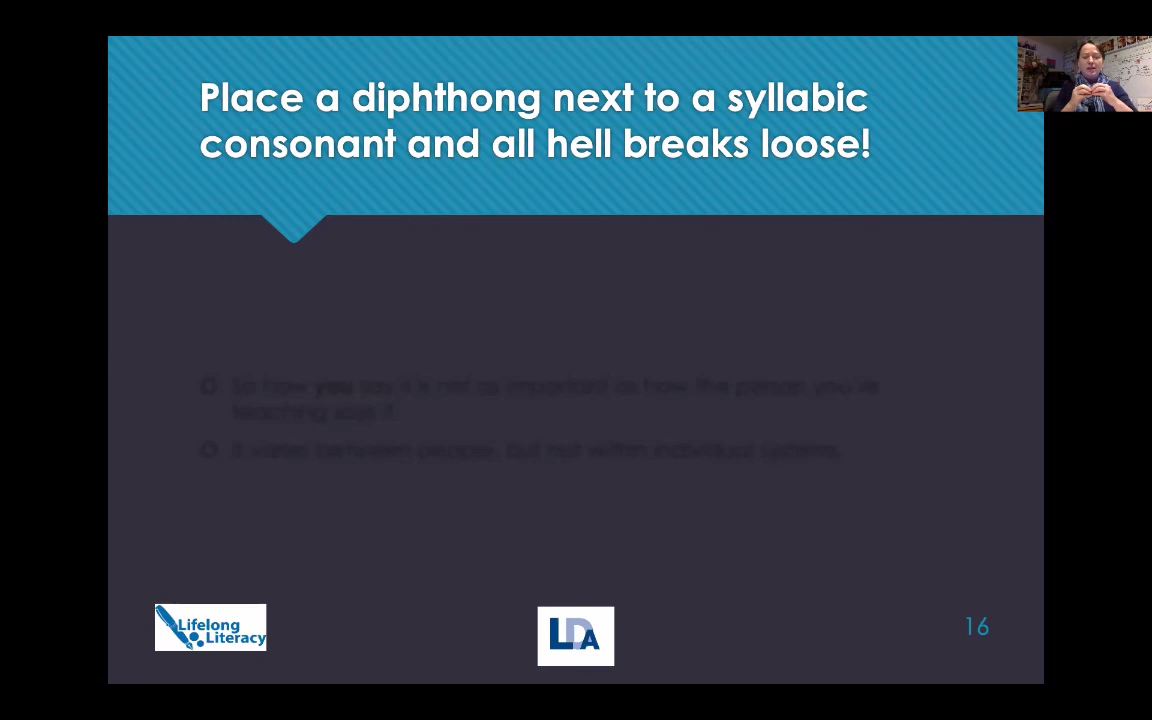 Place a diphthong next to a syllabic
consonant and all hell breaks loose!
So how you say it is not as important as how the person you're
teaching says it
It varies between people, but not within individual systems.
Lifelong
Literacy
LDA
16